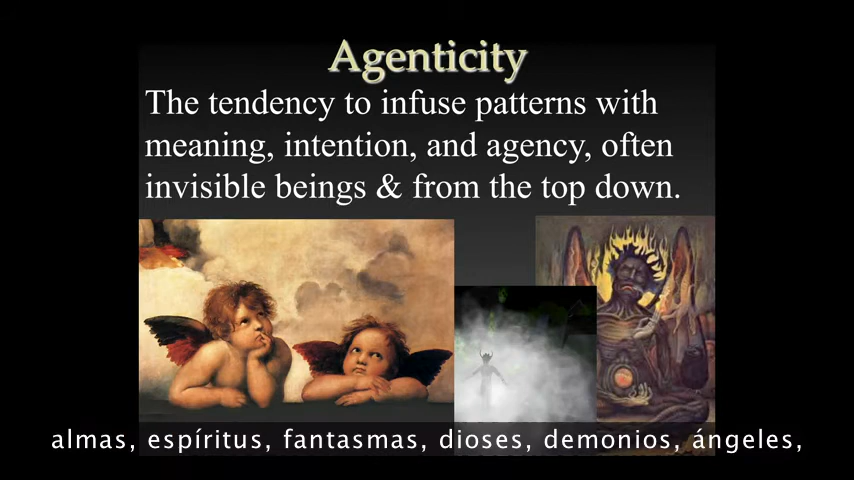 Agenticity
The tendency to infuse patterns with
meaning, intention, and agency, often
invisible beings & from the top down.
almas, espíritus, fantasmas, dioses, demonios, ángeles,